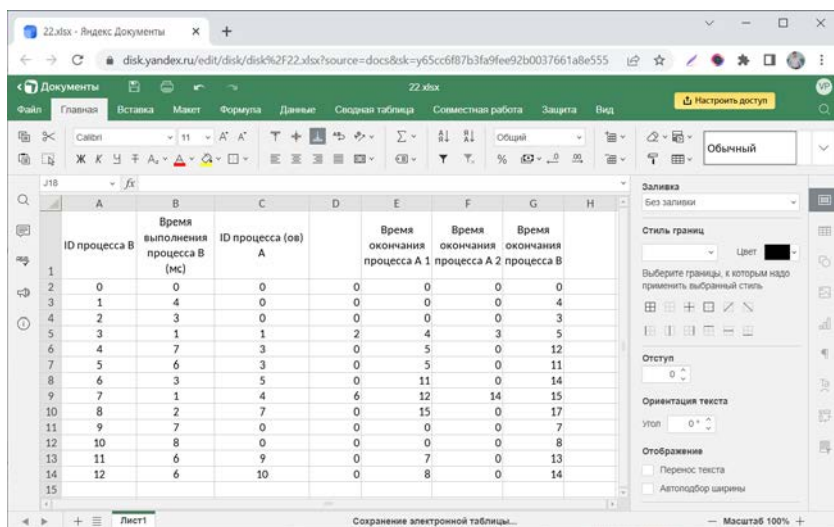 22.xlsx - Яндекс Документы
disk.yandex.ru/edit/disk/disk%2F22.xlsx?source=docs&sk=y65cc6f87b3fa9fee92b0037661a8e555
Документы 22.xlsx VP
Файл Главная Вставка Макет Формула Данные Сводная таблица Совместная работа Защита Вид Настроить доступ
Calibri 11 Общий Обычный
Ж К Ч
J18 fx
A B C D E F G H
1 ID процесса B Время выполнения процесса B (мс) ID процесса (ов) A Время окончания процесса A 1 Время окончания процесса A 2 Время окончания процесса B
2 0 0 0 0 0 0 0
3 1 4 0 0 0 0 4
4 2 3 0 0 0 0 3
5 3 1 1 2 4 3 5
6 4 7 3 0 5 0 12
7 5 6 3 0 5 0 11
8 6 3 5 0 11 0 14
9 7 1 4 6 12 14 15
10 8 2 7 0 15 0 17
11 9 7 0 0 0 0 7
12 10 8 0 0 0 0 8
13 11 6 9 0 7 0 13
14 12 6 10 0 8 0 14
15
Заливка
Без заливки
Стиль границ
Цвет
Выберите границы, к которым надо
применить выбранный стиль
Отступ
0
Ориентация текста
Угол 0°
Отображение
Перенос текста
Автоподбор ширины
Лист1 Сохранение электронной таблицы... Масштаб 100%